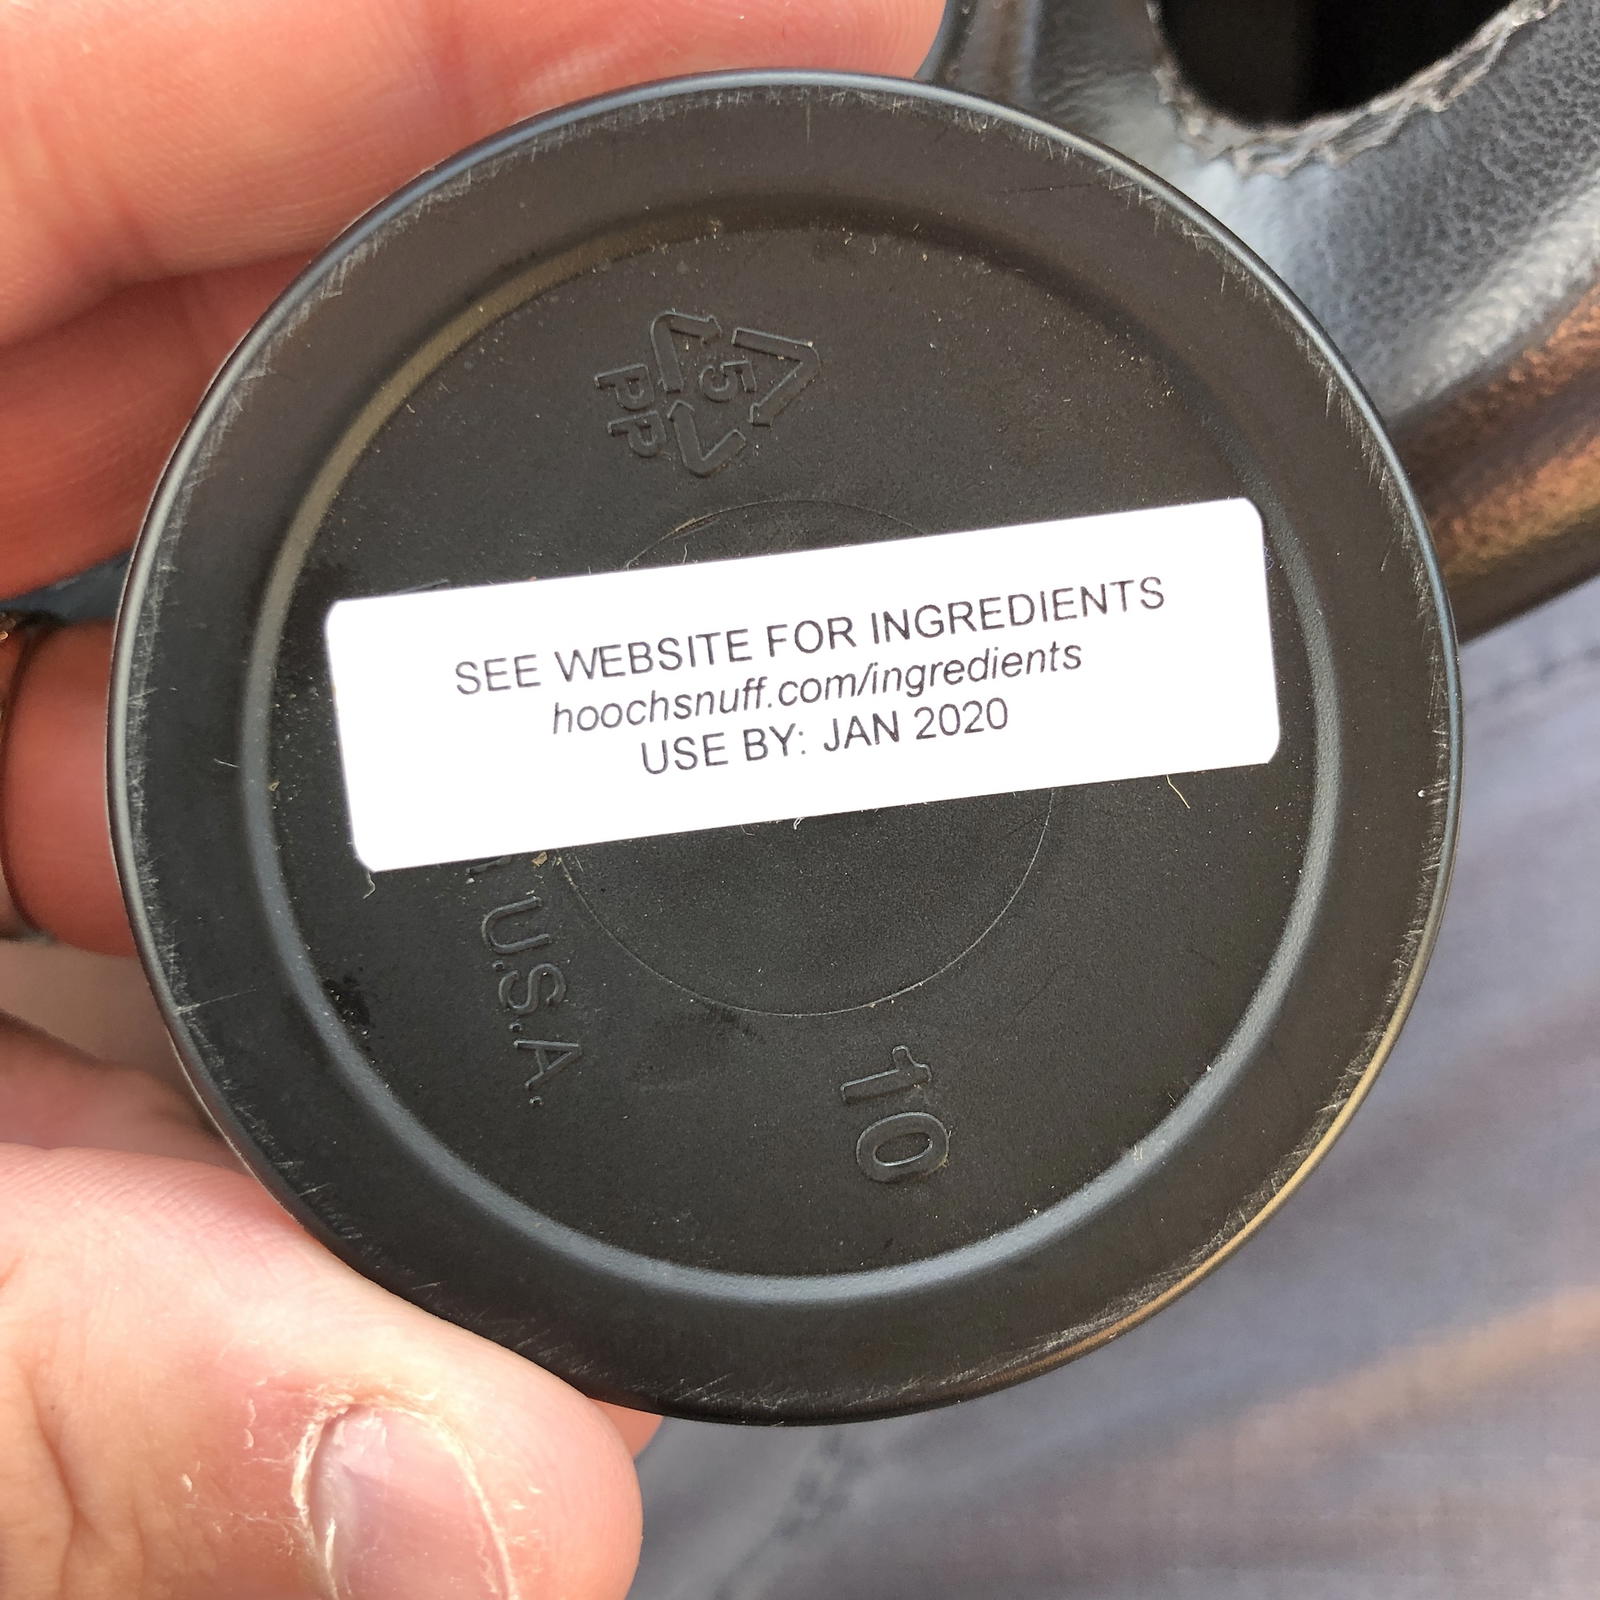 5
PP
SEE WEBSITE FOR INGREDIENTS
hoochsnuff.com/ingredients
USE BY: JAN 2020
U.S.A.
10